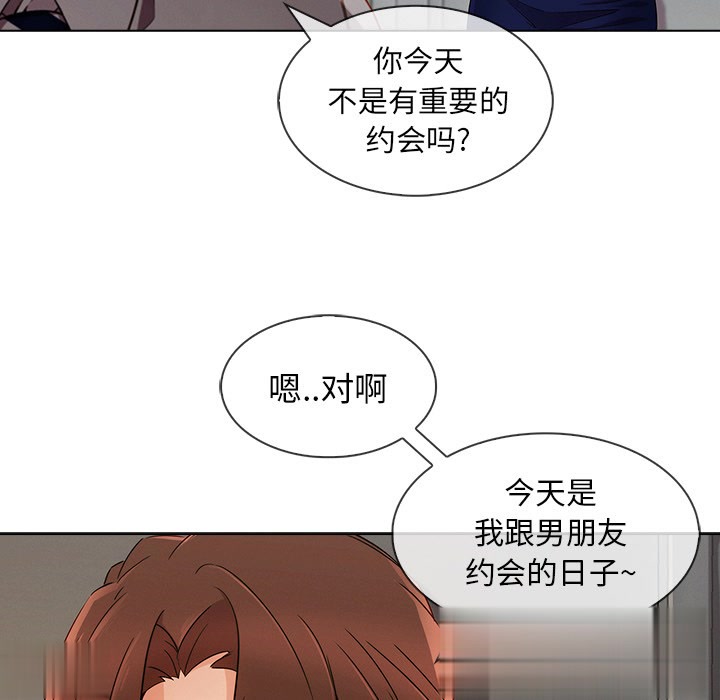 你今天
不是有重要的
约会吗?
嗯..对啊
今天是
我跟男朋友
约会的日子~